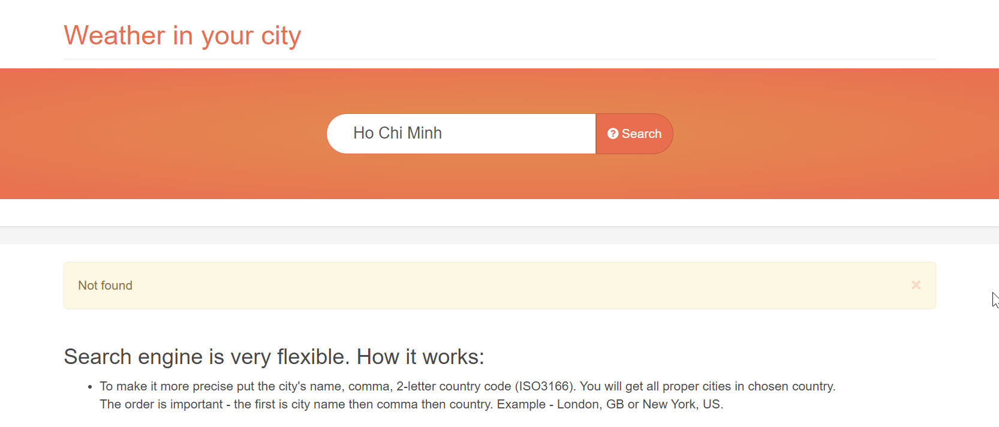 Weather in your city
Ho Chi Minh
Search
Not found
Search engine is very flexible. How it works:
To make it more precise put the city's name, comma, 2-letter country code (ISO3166). You will get all proper cities in chosen country.
The order is important - the first is city name then comma then country. Example - London, GB or New York, US.